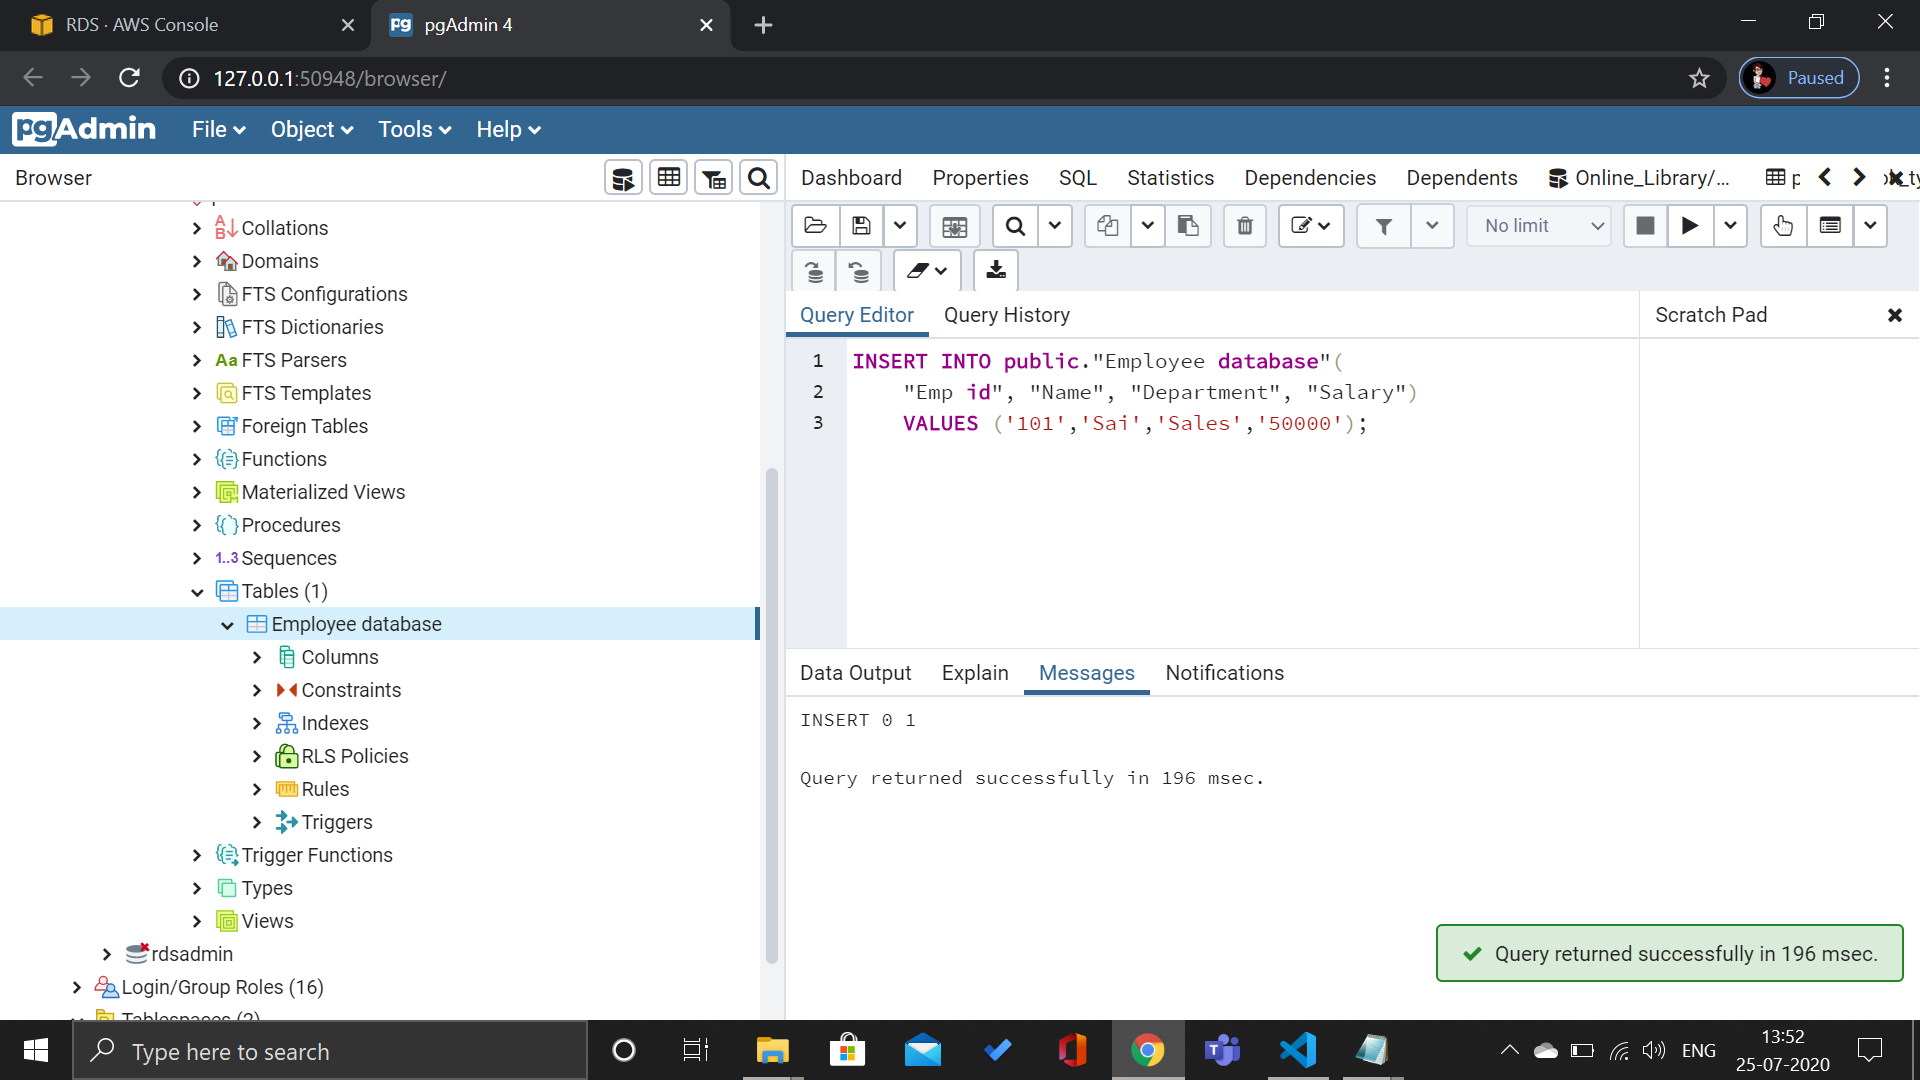 RDS · AWS Console
pgAdmin 4
127.0.0.1:50948/browser/
Paused
pgAdmin
File
Object
Tools
Help
Browser
Dashboard
Properties
SQL
Statistics
Dependencies
Dependents
Online_Library/...
No limit
Collations
Domains
FTS Configurations
FTS Dictionaries
Aa FTS Parsers
FTS Templates
Foreign Tables
Functions
Materialized Views
Procedures
1..3 Sequences
Tables (1)
Employee database
Columns
Constraints
Indexes
RLS Policies
Rules
Triggers
Trigger Functions
Types
Views
rdsadmin
Login/Group Roles (16)
Tablespaces (2)
Query Editor
Query History
Scratch Pad
1 INSERT INTO public."Employee database"(
2 "Emp id", "Name", "Department", "Salary")
3 VALUES ('101','Sai','Sales','50000');
Data Output
Explain
Messages
Notifications
INSERT 0 1
Query returned successfully in 196 msec.
Query returned successfully in 196 msec.
Type here to search
ENG
13:52
25-07-2020